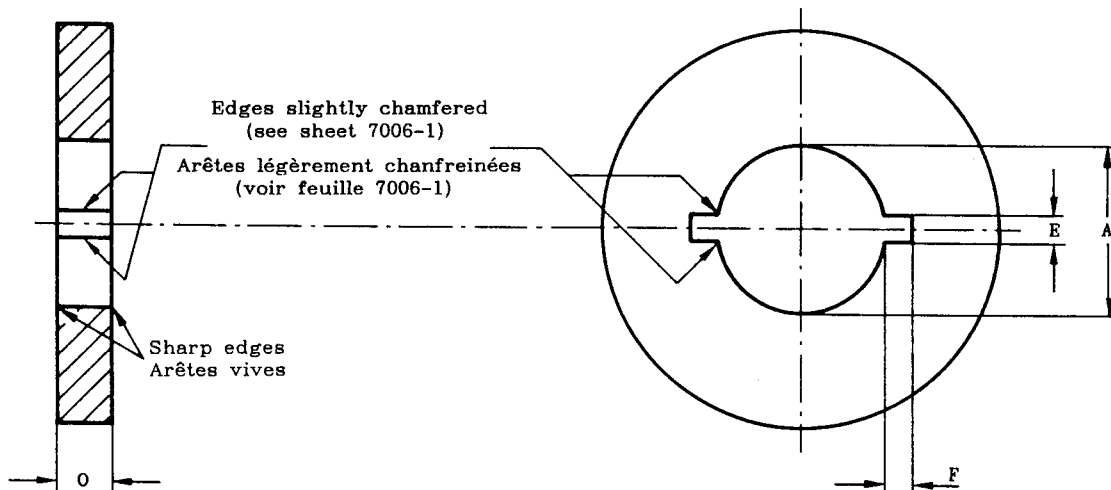 Edges slightly chamfered
(see sheet 7006-1)
Arêtes légèrement chanfreinées
(voir feuille 7006-1)
E
A
Sharp edges
Arêtes vives
O
F